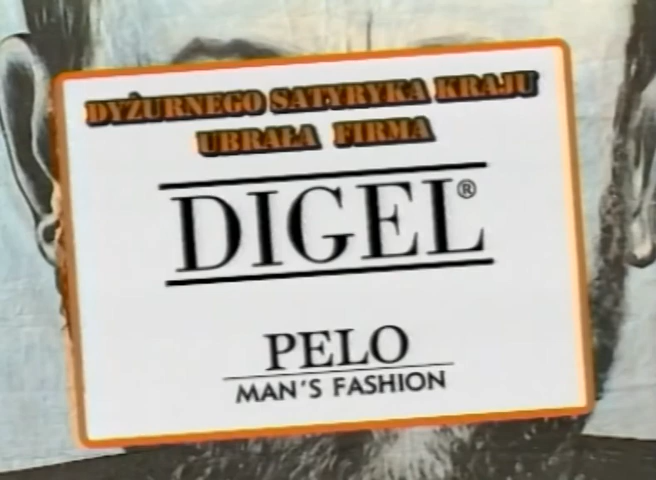 DYŻURNEGO SATYRYKA KRAJU
UBRAŁA FIRMA
DIGEL®
PELO
MAN'S FASHION